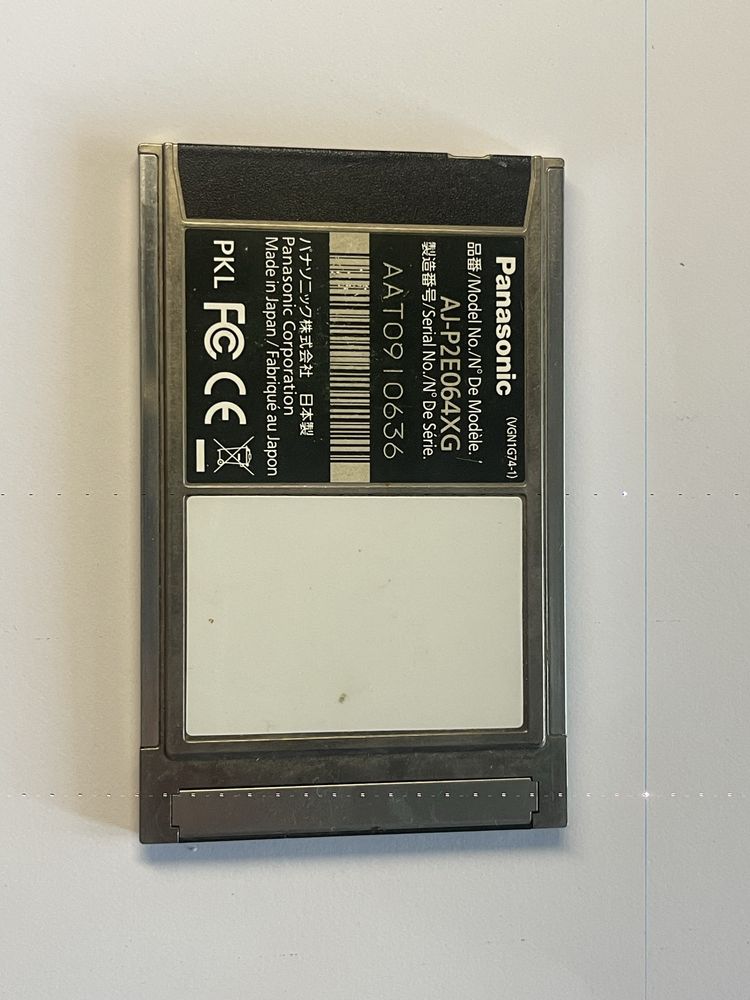 Panasonic (VGN1G74-1)
品番/Model No./N° De Modèle./
AJ-P2E064XG
製造番号/Serial No./N° De Série.
AAT0910636
パナソニック株式会社 日本製
Panasonic Corporation
Made in Japan / Fabriqué au Japon
PKL FC CE